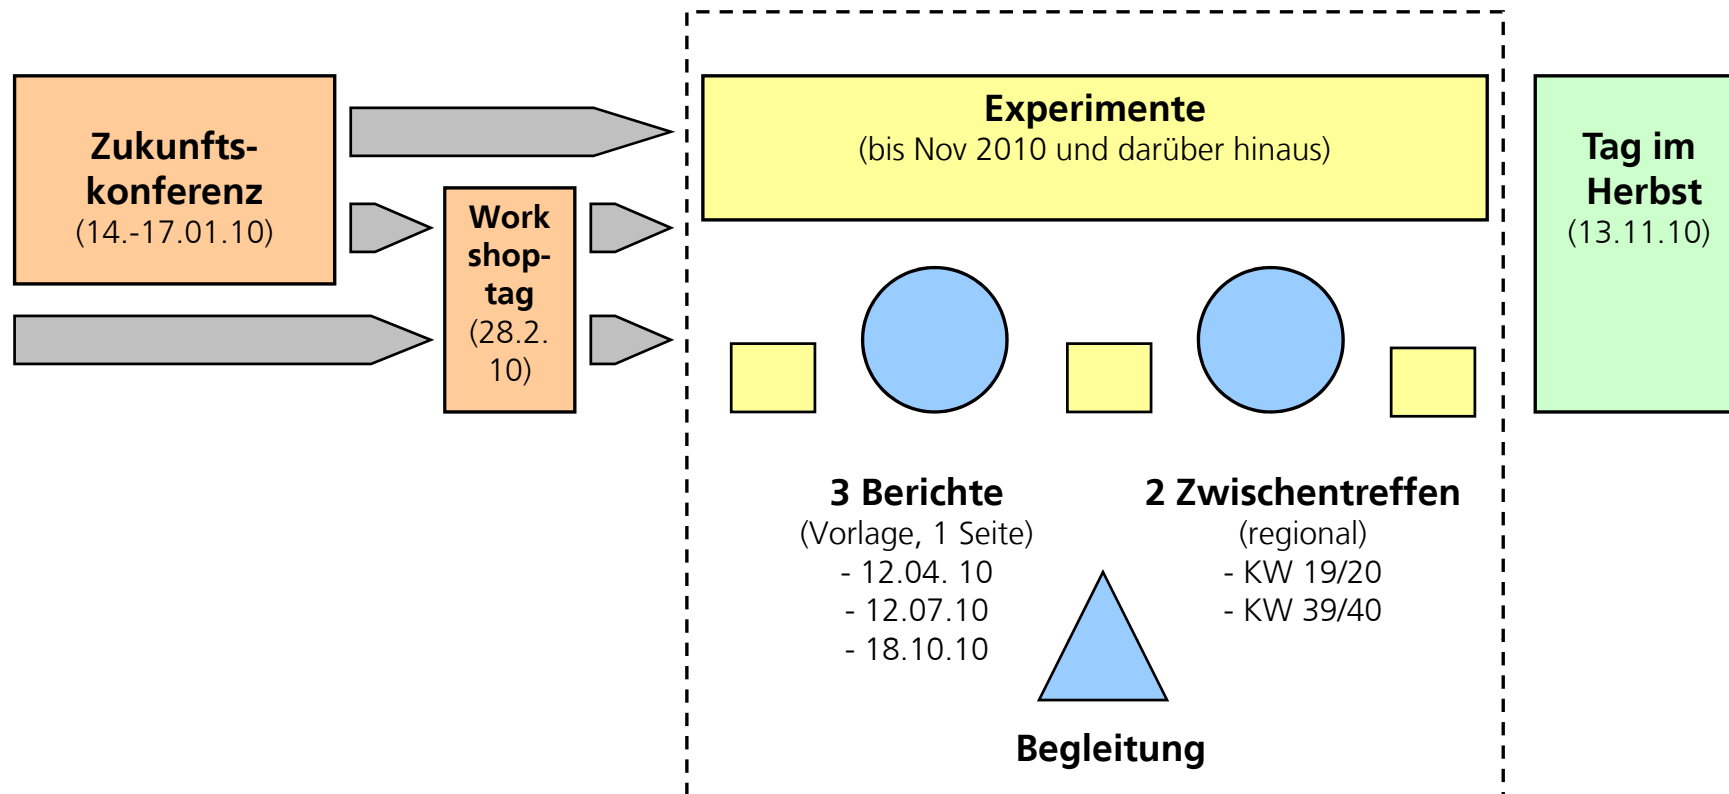 Zukunfts-
konferenz
(14.-17.01.10)
Work
shop-
tag
(28.2.
10)
Experimente
(bis Nov 2010 und darüber hinaus)
Tag im
Herbst
(13.11.10)
3 Berichte
(Vorlage, 1 Seite)
- 12.04. 10
- 12.07.10
- 18.10.10
2 Zwischentreffen
(regional)
- KW 19/20
- KW 39/40
Begleitung